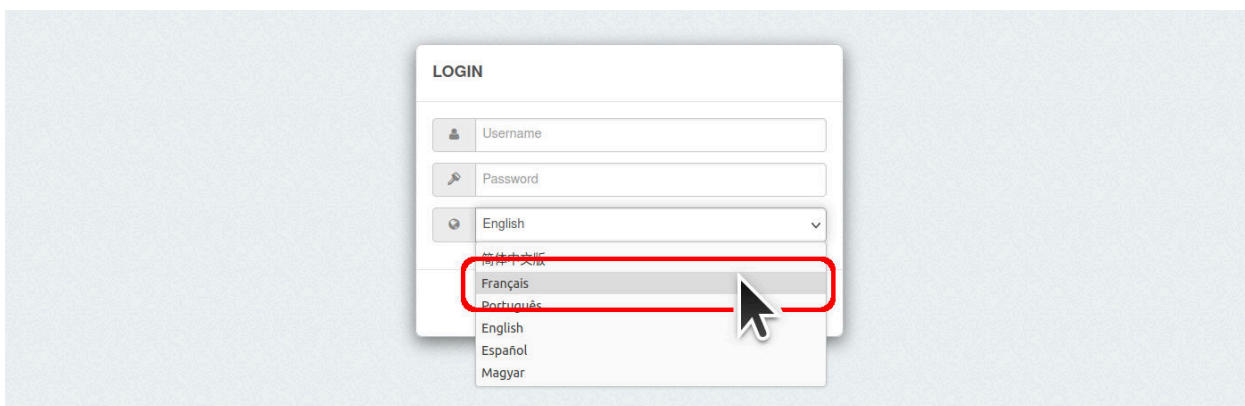 LOGIN
Username
Password
English
简体中文版
Français
Português
English
Español
Magyar